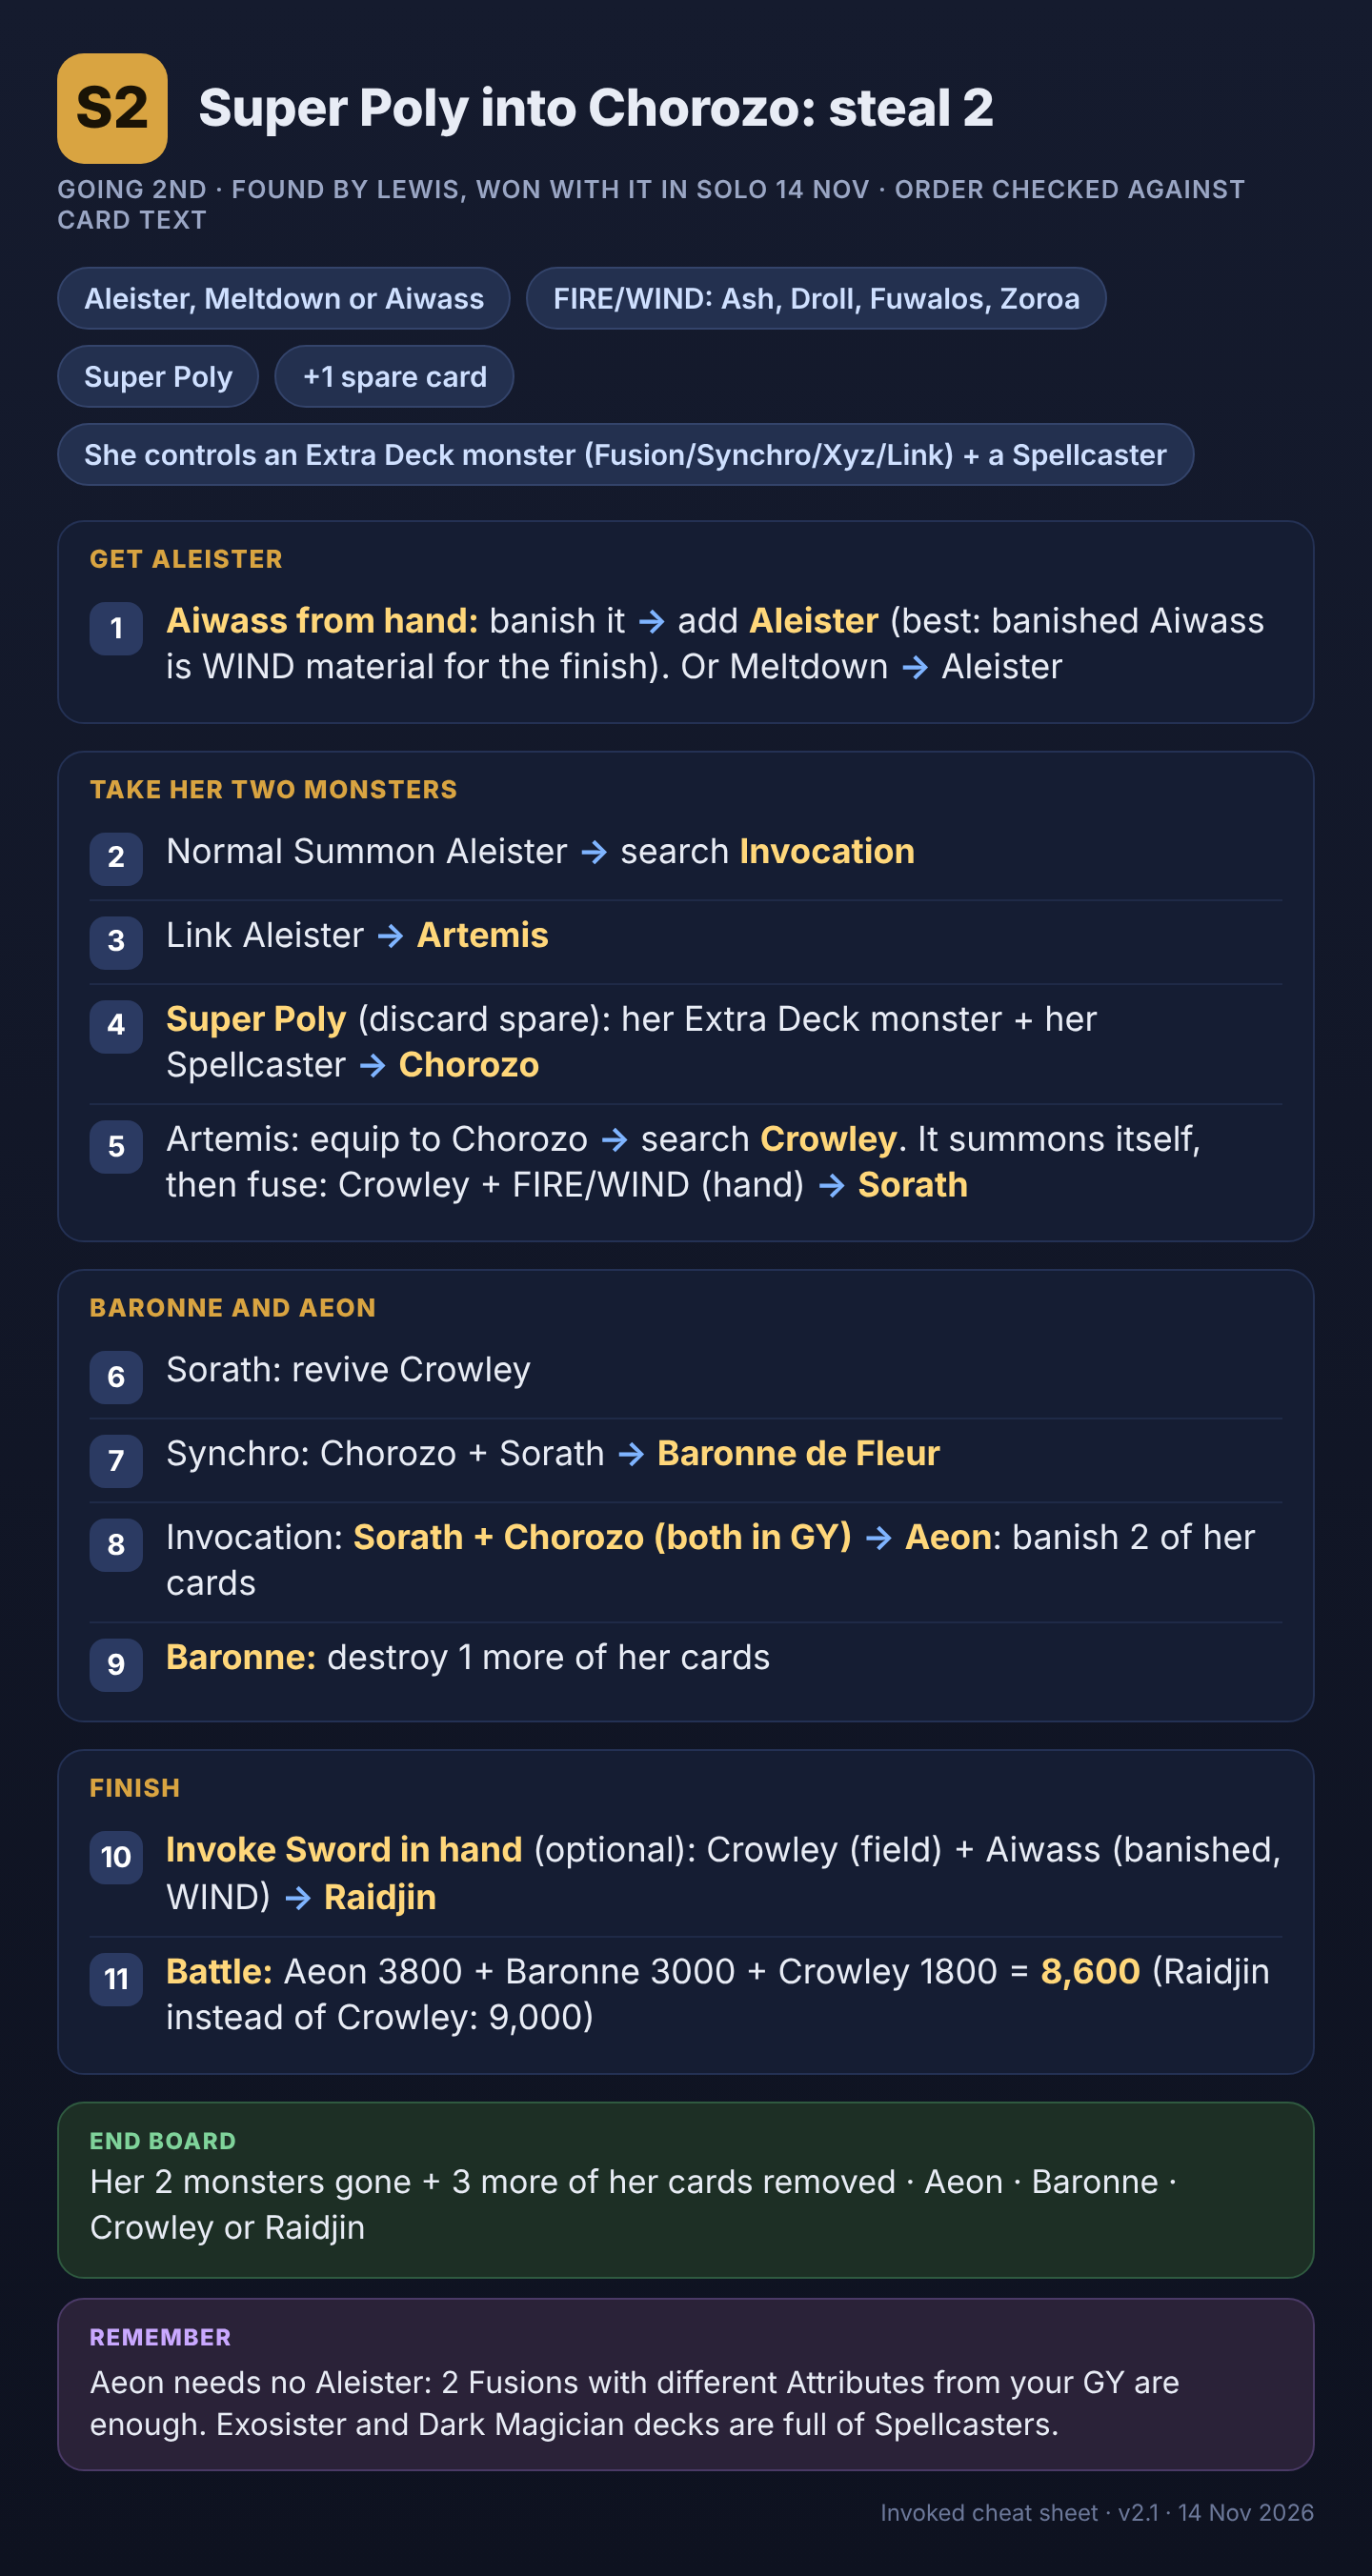 S2
Super Poly into Chorozo: steal 2
GOING 2ND · FOUND BY LEWIS, WON WITH IT IN SOLO 14 NOV · ORDER CHECKED AGAINST
CARD TEXT
Aleister, Meltdown or Aiwass
FIRE/WIND: Ash, Droll, Fuwalos, Zoroa
Super Poly
+1 spare card
She controls an Extra Deck monster (Fusion/Synchro/Xyz/Link) + a Spellcaster
GET ALEISTER
1 Aiwass from hand: banish it → add Aleister (best: banished Aiwass
is WIND material for the finish). Or Meltdown → Aleister
TAKE HER TWO MONSTERS
2 Normal Summon Aleister → search Invocation
3 Link Aleister → Artemis
4 Super Poly (discard spare): her Extra Deck monster + her
Spellcaster → Chorozo
5 Artemis: equip to Chorozo → search Crowley. It summons itself,
then fuse: Crowley + FIRE/WIND (hand) → Sorath
BARONNE AND AEON
6 Sorath: revive Crowley
7 Synchro: Chorozo + Sorath → Baronne de Fleur
8 Invocation: Sorath + Chorozo (both in GY) → Aeon: banish 2 of her
cards
9 Baronne: destroy 1 more of her cards
FINISH
10 Invoke Sword in hand (optional): Crowley (field) + Aiwass (banished,
WIND) → Raidjin
11 Battle: Aeon 3800 + Baronne 3000 + Crowley 1800 = 8,600 (Raidjin
instead of Crowley: 9,000)
END BOARD
Her 2 monsters gone + 3 more of her cards removed · Aeon · Baronne ·
Crowley or Raidjin
REMEMBER
Aeon needs no Aleister: 2 Fusions with different Attributes from your GY are
enough. Exosister and Dark Magician decks are full of Spellcasters.
Invoked cheat sheet · v2.1 · 14 Nov 2026